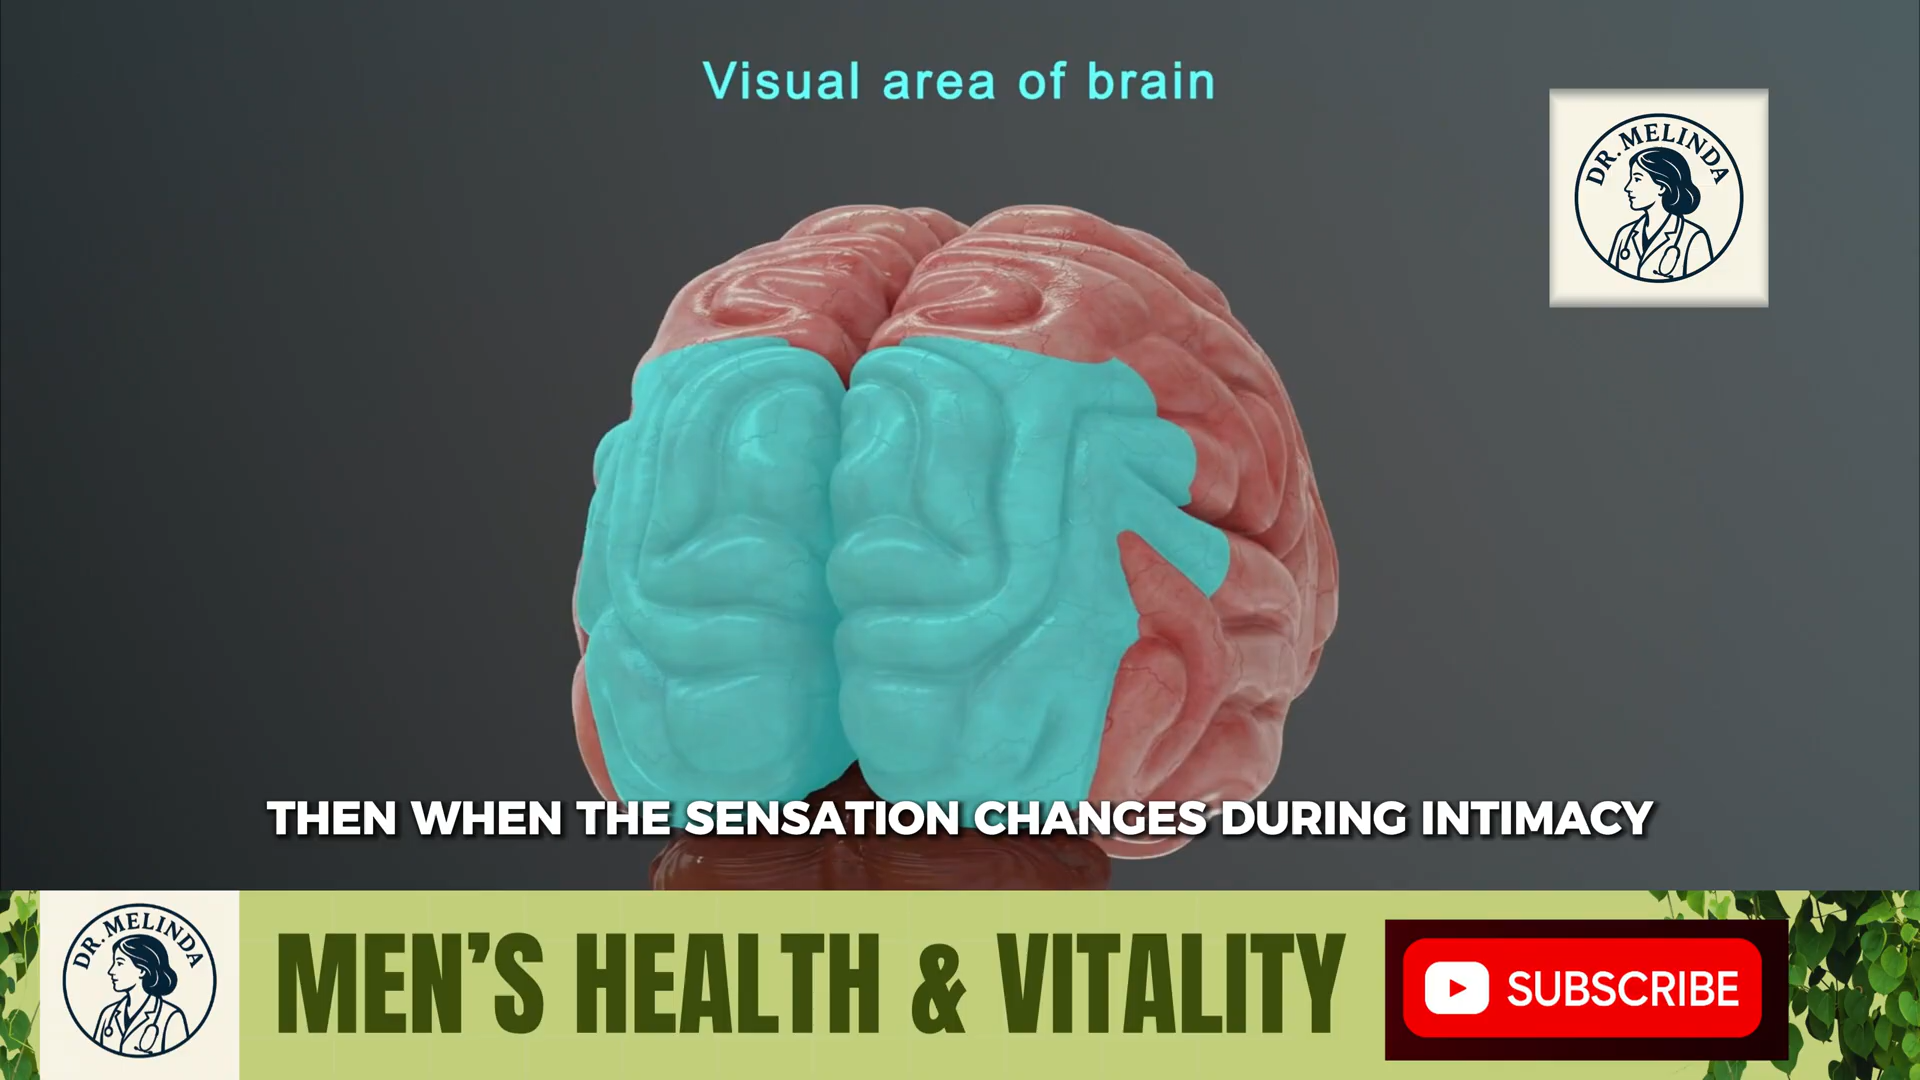 Visual area of brain
DR. MELINDA
THEN WHEN THE SENSATION CHANGES DURING INTIMACY
DR. MELINDA
MEN'S HEALTH & VITALITY
SUBSCRIBE